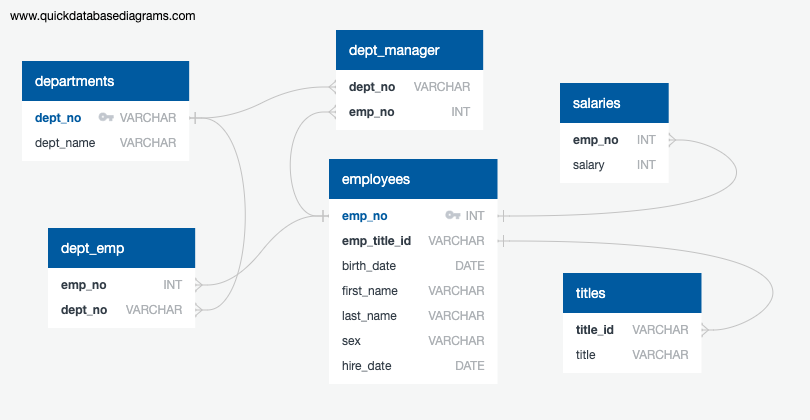 www.quickdatabasediagrams.com
departments
dept_no VARCHAR
dept_name VARCHAR
dept_manager
dept_no VARCHAR
emp_no INT
salaries
emp_no INT
salary INT
employees
emp_no INT
emp_title_id VARCHAR
birth_date DATE
first_name VARCHAR
last_name VARCHAR
sex VARCHAR
hire_date DATE
dept_emp
emp_no INT
dept_no VARCHAR
titles
title_id VARCHAR
title VARCHAR